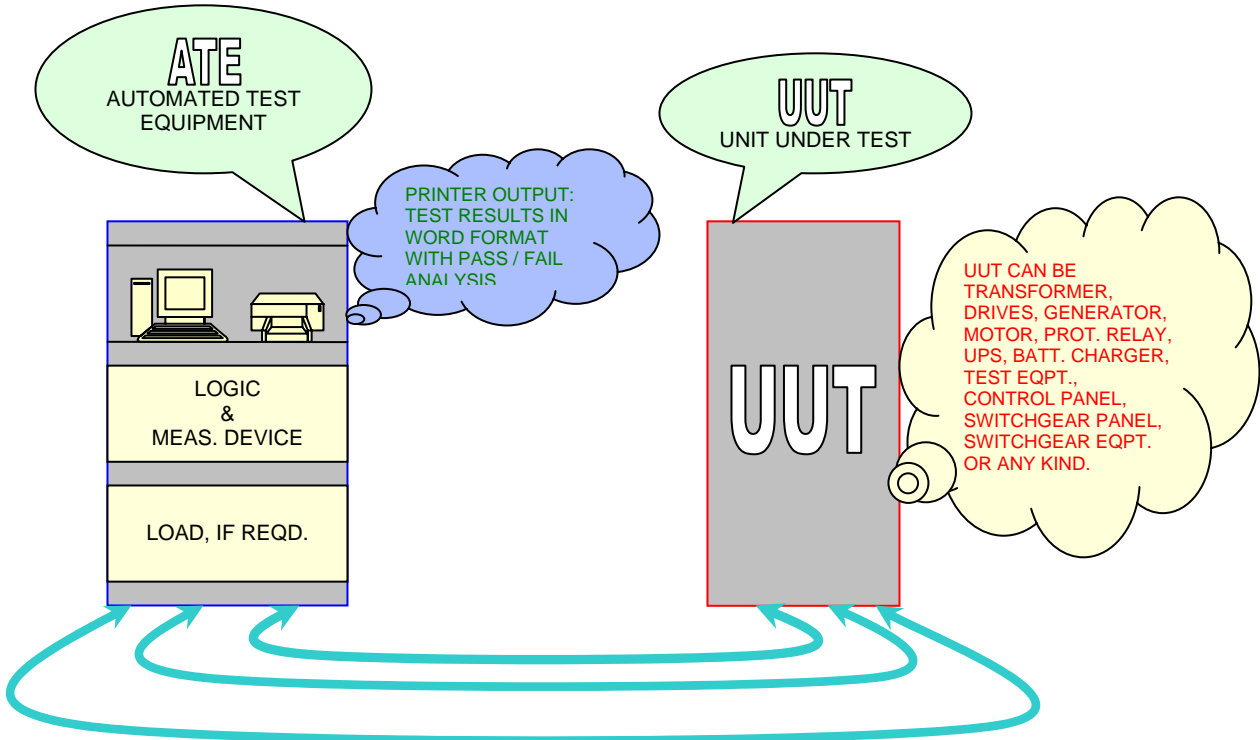 ATE
AUTOMATED TEST
EQUIPMENT
UUT
UNIT UNDER TEST
PRINTER OUTPUT:
TEST RESULTS IN
WORD FORMAT
WITH PASS / FAIL
ANALYSIS
UUT CAN BE
TRANSFORMER,
DRIVES, GENERATOR,
MOTOR, PROT. RELAY,
UPS, BATT. CHARGER,
TEST EQPT.,
CONTROL PANEL,
SWITCHGEAR PANEL,
SWITCHGEAR EQPT.
OR ANY KIND.
LOGIC
&
MEAS. DEVICE
UUT
LOAD, IF REQD.